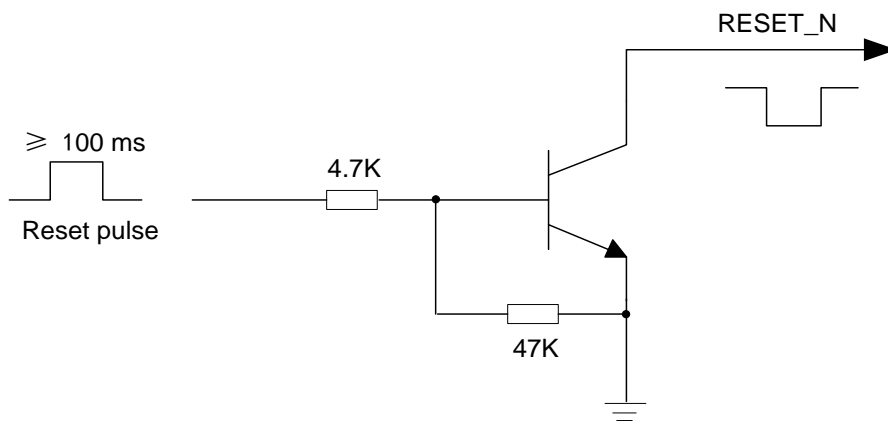 RESET_N
≥ 100 ms
4.7K
Reset pulse
47K